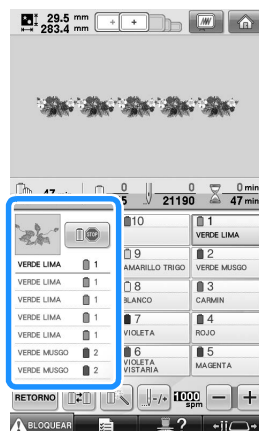 29.5 mm
283.4 mm
0
0
0 min
5
21190
47 min
VERDE LIMA 1
VERDE LIMA 1
VERDE LIMA 1
VERDE LIMA 1
VERDE LIMA 1
VERDE MUSGO 2
VERDE MUSGO 2
10
1
VERDE LIMA
9
AMARILLO TRIGO
2
VERDE MUSGO
8
BLANCO
3
CARMIN
7
VIOLETA
4
ROJO
6
VIOLETA
VISTARIA
5
MAGENTA
STOP
RETORNO
-/+
1000
spm
- +
BLOQUEAR
?